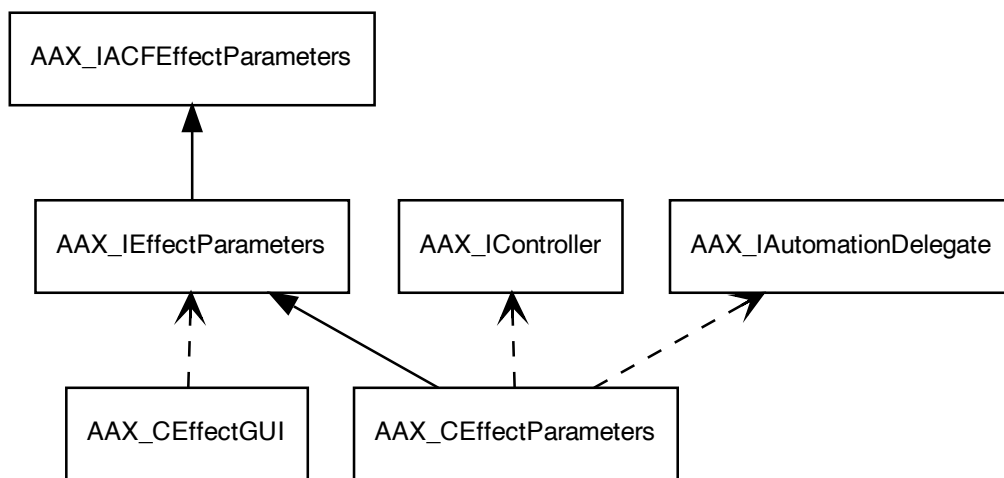 AAX_IACFEffectParameters
AAX_IEffectParameters
AAX_IController
AAX_IAutomationDelegate
AAX_CEffectGUI
AAX_CEffectParameters